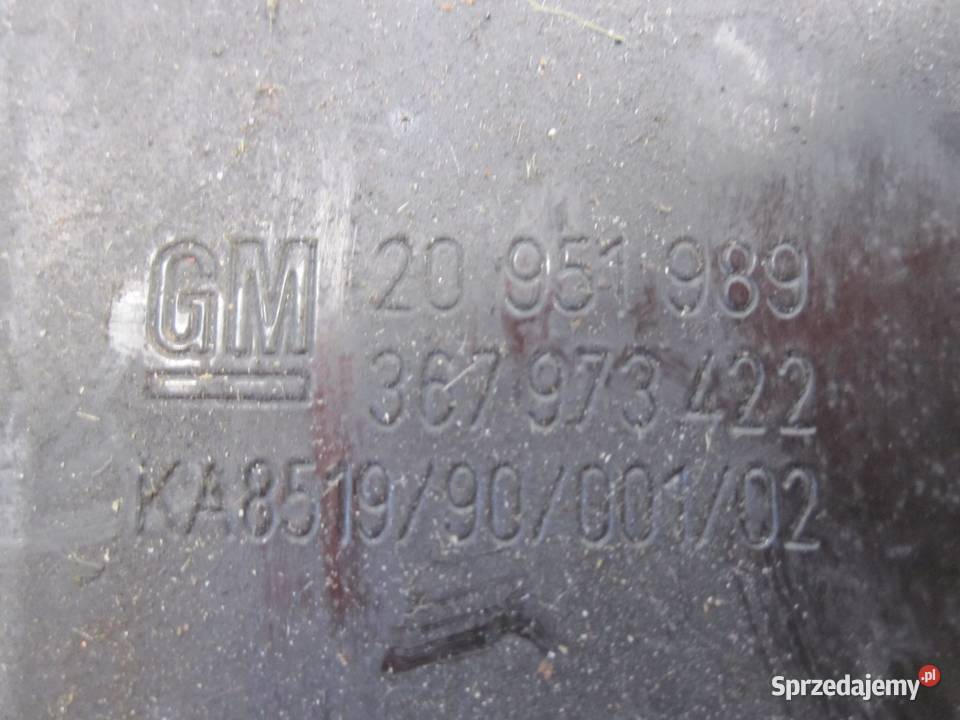 GM 20 951 989
367 973 422
KA8519/90/001/02
Sprzedajemy.pl